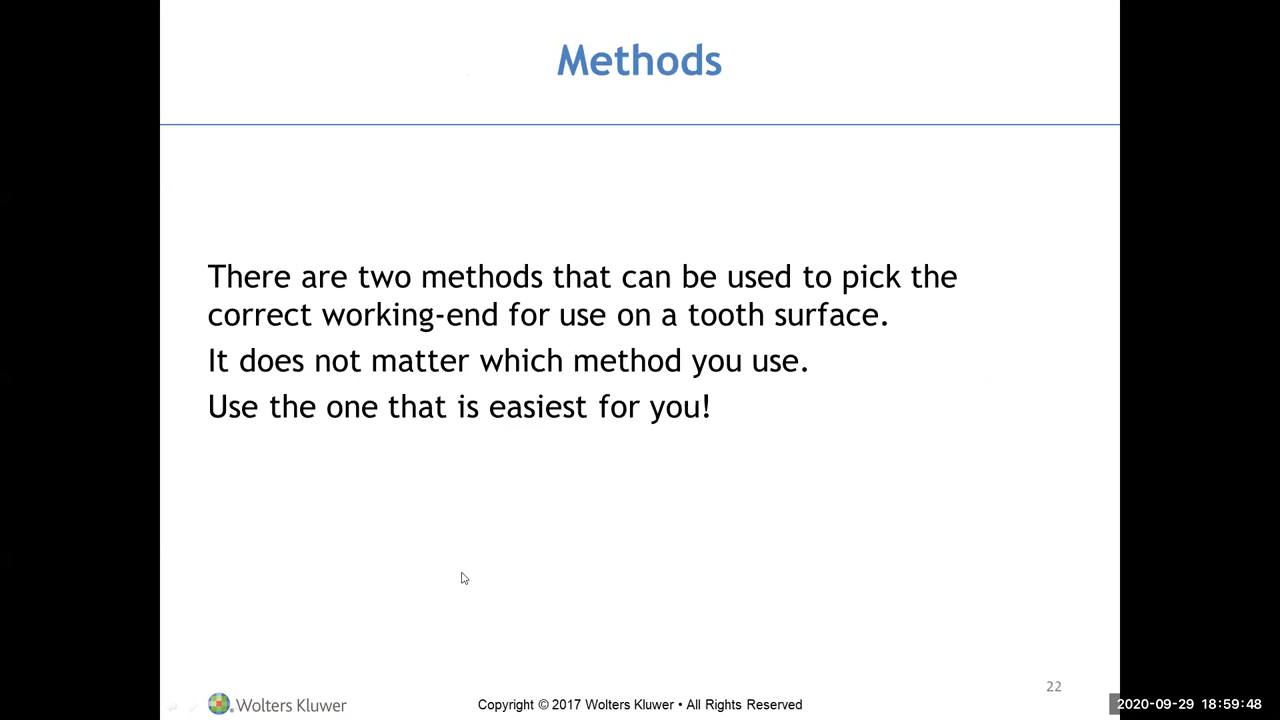 Methods
There are two methods that can be used to pick the
correct working-end for use on a tooth surface.
It does not matter which method you use.
Use the one that is easiest for you!
22
Wolters Kluwer
Copyright © 2017 Wolters Kluwer • All Rights Reserved
2020-09-29 18:59:48